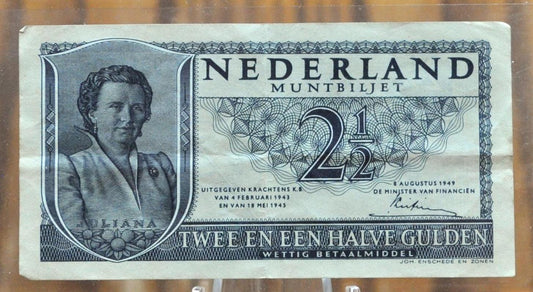 NEDERLAND
MUNTBILJET
2½
UITGEGEVEN KRACHTENS K.B.
VAN 4 FEBRUARI 1943
EN VAN 18 MEI 1945
8 AUGUSTUS 1949
DE MINISTER VAN FINANCIËN
JULIANA
TWEE EN EEN HALVE GULDEN
WETTIG BETAALMIDDEL
JOH. ENSCHEDÉ EN ZONEN